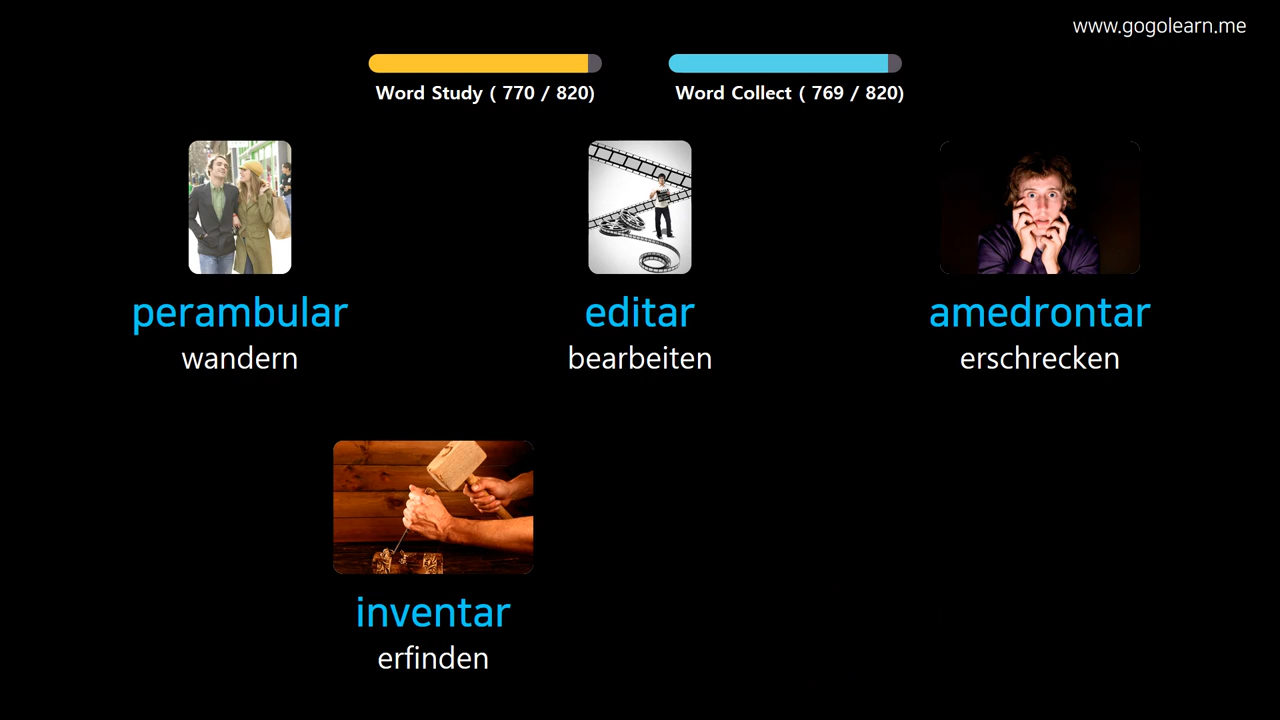 www.gogolearn.me
Word Study ( 770 / 820)
Word Collect ( 769 / 820)
perambular
editar
amedrontar
wandern
bearbeiten
erschrecken
inventar
erfinden